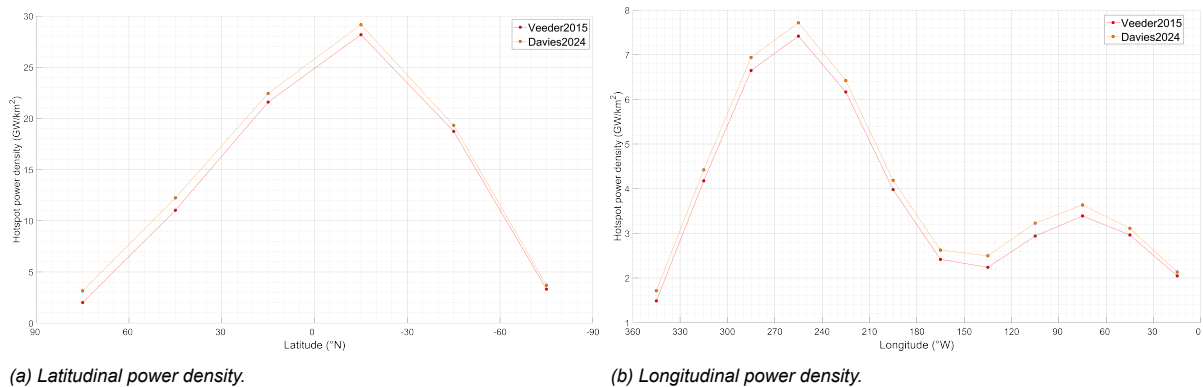 Hotspot power density (GW/km²)
30
25
20
15
10
5
0
90 60 30 0 -30 -60 -90
Latitude (°N)
Veeder2015
Davies2024
(a) Latitudinal power density.
Hotspot power density (GW/km²)
8
7
6
5
4
3
2
1
360 330 300 270 240 210 180 150 120 90 60 30 0
Longitude (°W)
Veeder2015
Davies2024
(b) Longitudinal power density.